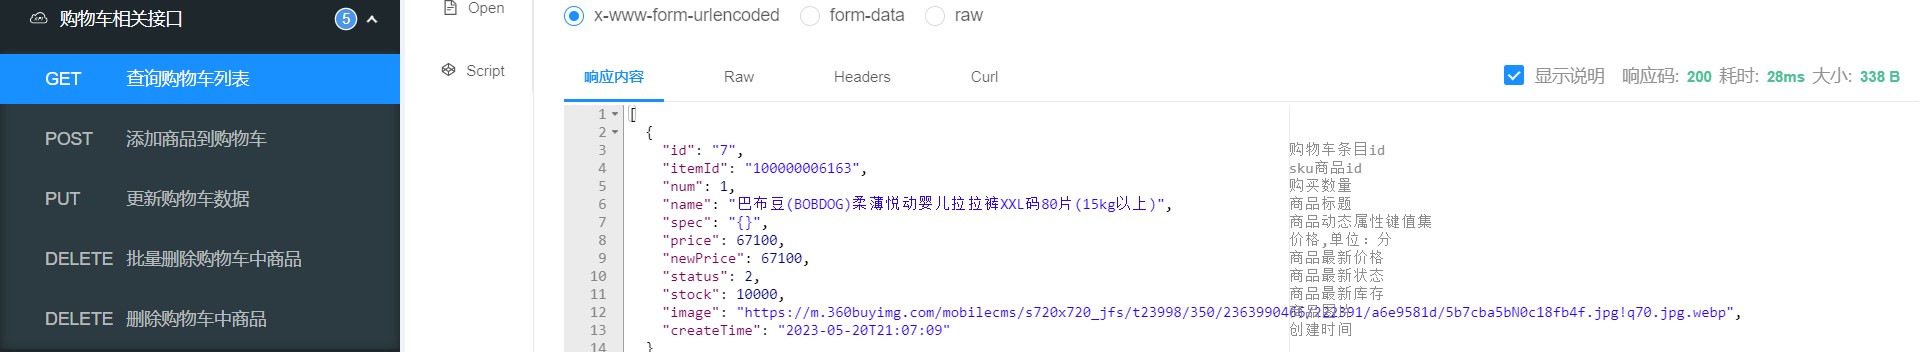 购物车相关接口 5
GET 查询购物车列表
POST 添加商品到购物车
PUT 更新购物车数据
DELETE 批量删除购物车中商品
DELETE 删除购物车中商品
Open
Script
x-www-form-urlencoded form-data raw
响应内容 Raw Headers Curl 显示说明 响应码: 200 耗时: 28ms 大小: 338 B
1 [
2 {
3 "id": "7", 购物车条目id
4 "itemId": "100000006163", sku商品id
5 "num": 1, 购买数量
6 "name": "巴布豆(BOBDOG)柔薄悦动婴儿拉拉裤XXL码80片(15kg以上)", 商品标题
7 "spec": "{}", 商品动态属性键值集
8 "price": 67100, 价格,单位：分
9 "newPrice": 67100, 商品最新价格
10 "status": 2, 商品最新状态
11 "stock": 10000, 商品最新库存
12 "image": "https://m.360buyimg.com/mobilecms/s720x720_jfs/t23998/350/2363990466/222391/a6e9581d/5b7cba5bN0c18fb4f.jpg!q70.jpg.webp",
13 "createTime": "2023-05-20T21:07:09" 创建时间
14 }